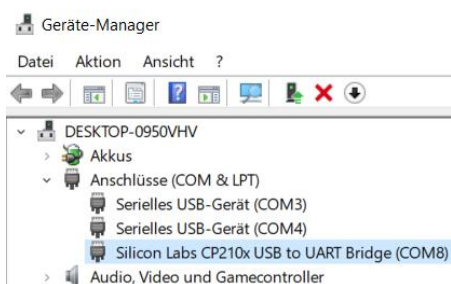 Geräte-Manager
Datei Aktion Ansicht ?
DESKTOP-0950VHV
Akkus
Anschlüsse (COM & LPT)
Serielles USB-Gerät (COM3)
Serielles USB-Gerät (COM4)
Silicon Labs CP210x USB to UART Bridge (COM8)
Audio, Video und Gamecontroller